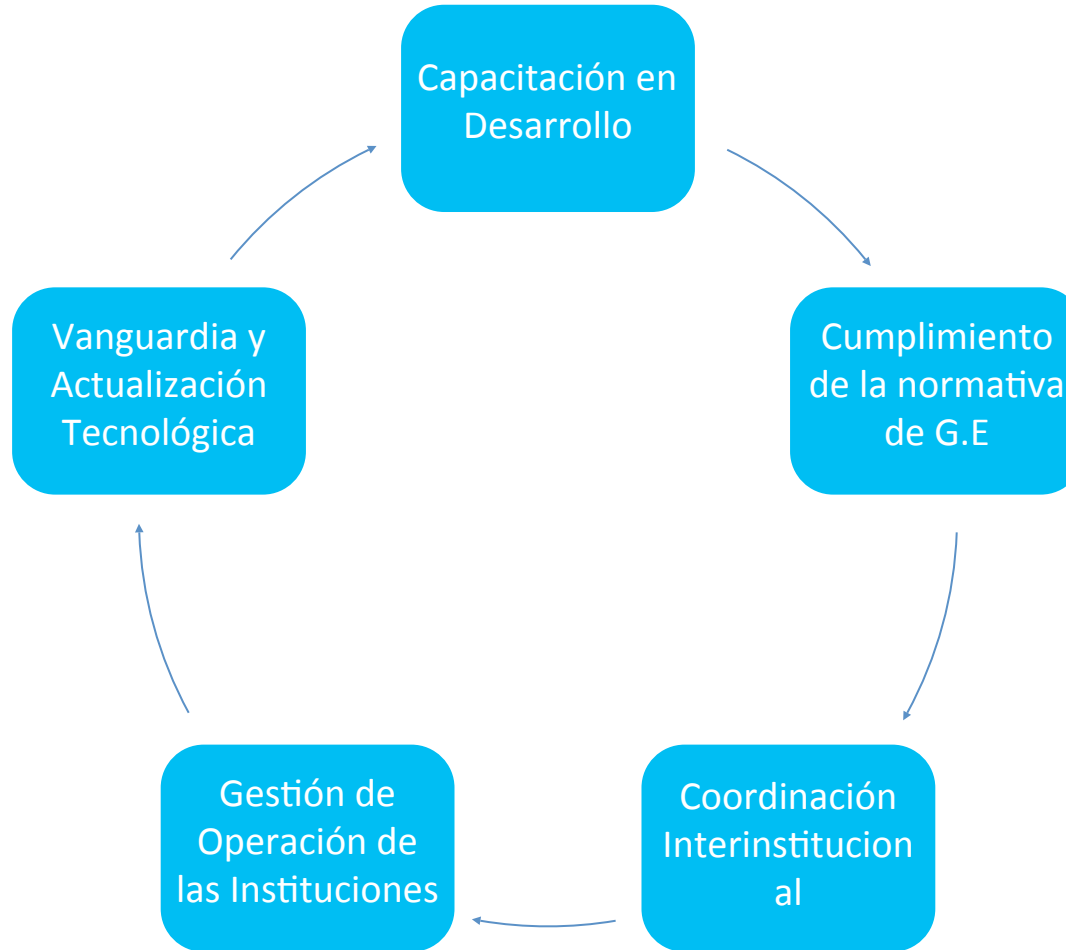 Capacitación en
Desarrollo
Cumplimiento
de la normativa
de G.E
Coordinación
Interinstitucion
al
Gestión de
Operación de
las Instituciones
Vanguardia y
Actualización
Tecnológica